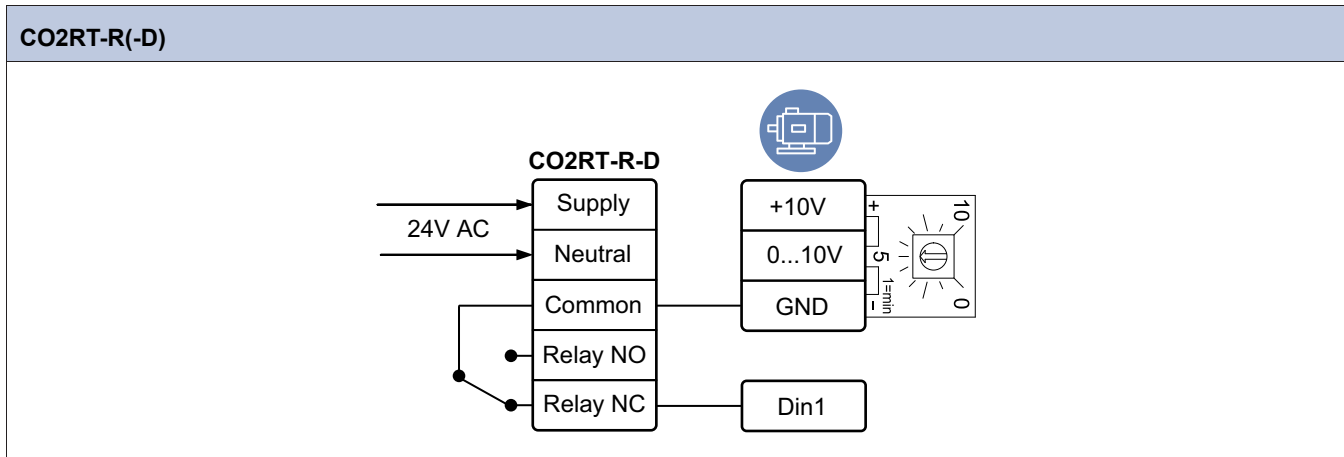 CO2RT-R(-D)
CO2RT-R-D
Supply
24V AC
Neutral
Common
Relay NO
Relay NC
+10V
0...10V
GND
Din1
+
-
10
5
1=min
0